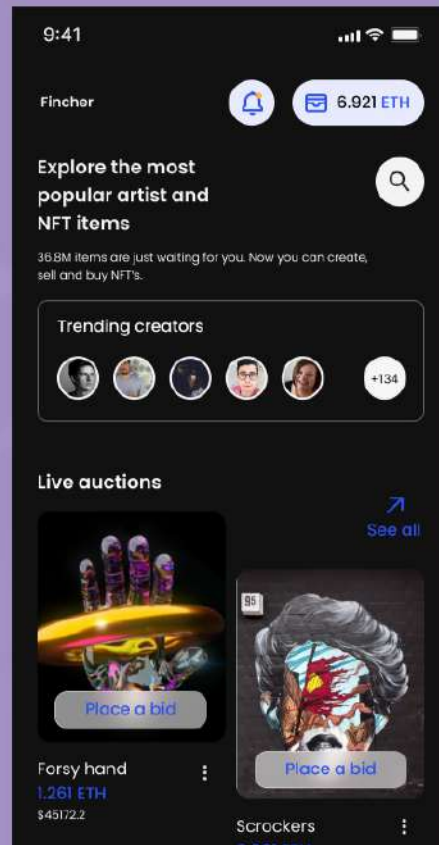 9:41
Fincher
6.921 ETH
Explore the most
popular artist and
NFT items
36.8M items are just waiting for you. Now you can create,
sell and buy NFT's.
Trending creators
+134
Live auctions
See all
95
Place a bid
Place a bid
Forsy hand
1.261 ETH
$45172.2
Scrockers